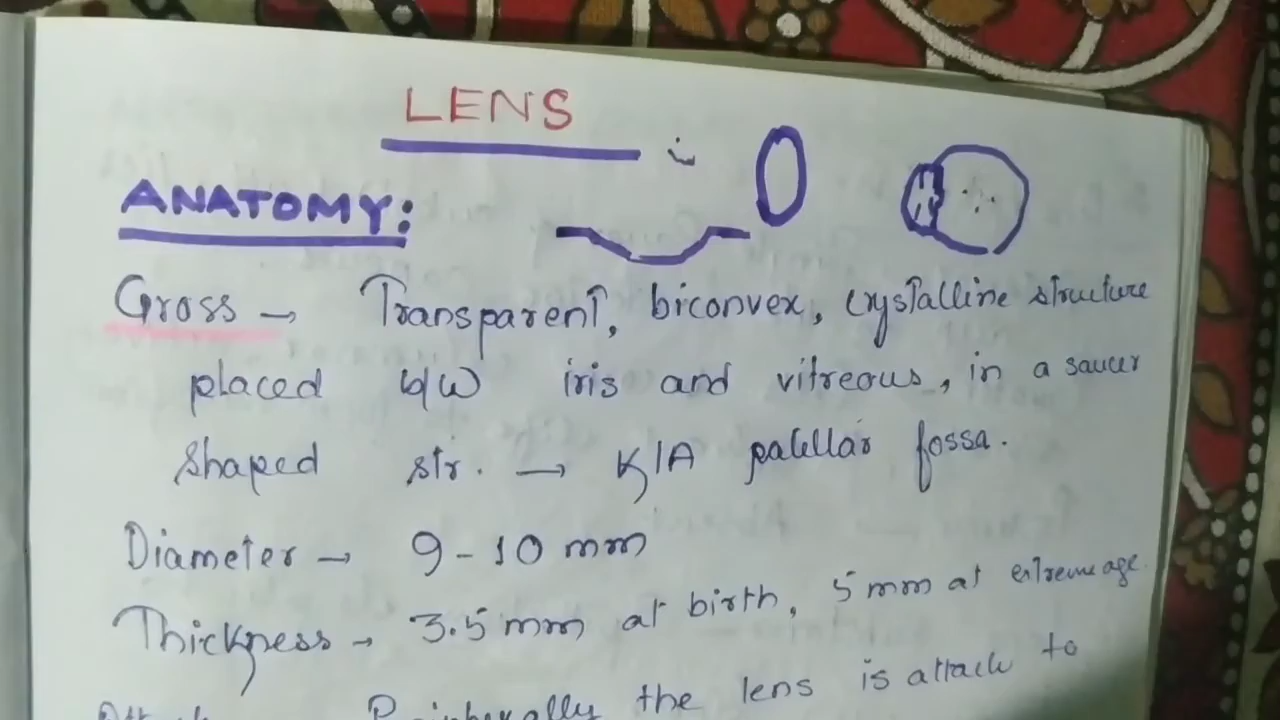 LENS
ANATOMY:
Gross → Transparent, biconvex, crystalline structure
placed b/w iris and vitreous, in a saucer
shaped str. → K/A patellar fossa.
Diameter → 9-10 mm
Thickness → 3.5 mm at birth, 5 mm at extreme age.
Peripherally the lens is attach to